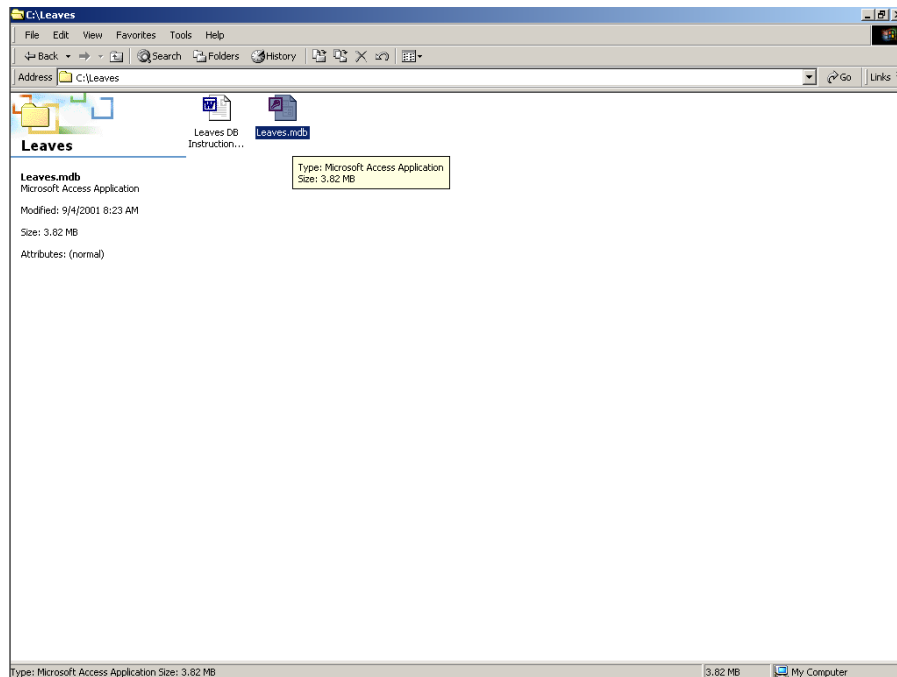 C:\Leaves
File Edit View Favorites Tools Help
Back Search Folders History
Address C:\Leaves Go Links
Leaves
Leaves.mdb
Microsoft Access Application
Modified: 9/4/2001 8:23 AM
Size: 3.82 MB
Attributes: (normal)
Leaves DB
Instruction...
Leaves.mdb
Type: Microsoft Access Application
Size: 3.82 MB
Type: Microsoft Access Application Size: 3.82 MB 3.82 MB My Computer